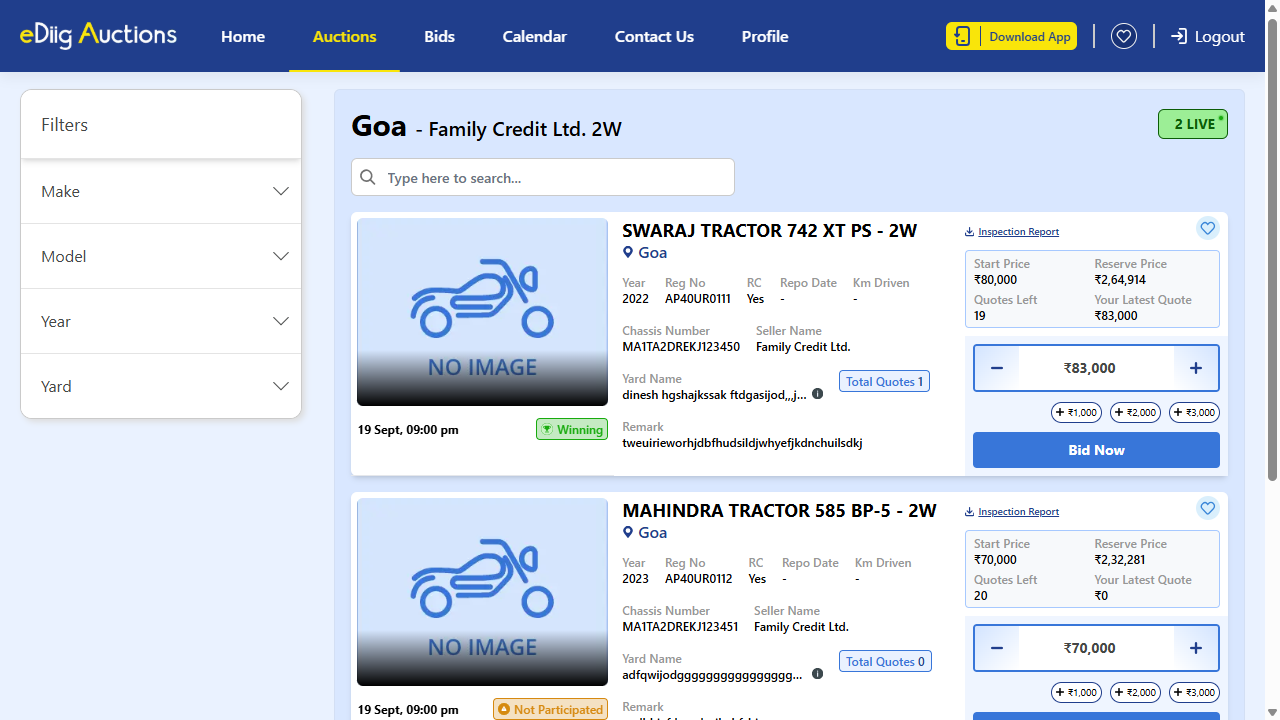 eDiig Auctions
Home
Auctions
Bids
Calendar
Contact Us
Profile
Download App
Logout
Filters
Make
Model
Year
Yard
Goa - Family Credit Ltd. 2W
2 LIVE
Type here to search...
NO IMAGE
19 Sept, 09:00 pm
Winning
SWARAJ TRACTOR 742 XT PS - 2W
Goa
Year Reg No RC Repo Date Km Driven
2022 AP40UR0111 Yes - -
Chassis Number Seller Name
MA1TA2DREKJ123450 Family Credit Ltd.
Yard Name
dinesh hgshajkssak ftdgasijod,,,j...
Total Quotes 1
Remark
tweuirieworhjdbfhudsildjwhyefjkdnchuilsdkj
Inspection Report
Start Price Reserve Price
₹80,000 ₹2,64,914
Quotes Left Your Latest Quote
19 ₹83,000
− ₹83,000 +
+ ₹1,000 + ₹2,000 + ₹3,000
Bid Now
NO IMAGE
19 Sept, 09:00 pm
Not Participated
MAHINDRA TRACTOR 585 BP-5 - 2W
Goa
Year Reg No RC Repo Date Km Driven
2023 AP40UR0112 Yes - -
Chassis Number Seller Name
MA1TA2DREKJ123451 Family Credit Ltd.
Yard Name
adfqwijodggggggggggggggggg...
Total Quotes 0
Remark
Inspection Report
Start Price Reserve Price
₹70,000 ₹2,32,281
Quotes Left Your Latest Quote
20 ₹0
− ₹70,000 +
+ ₹1,000 + ₹2,000 + ₹3,000